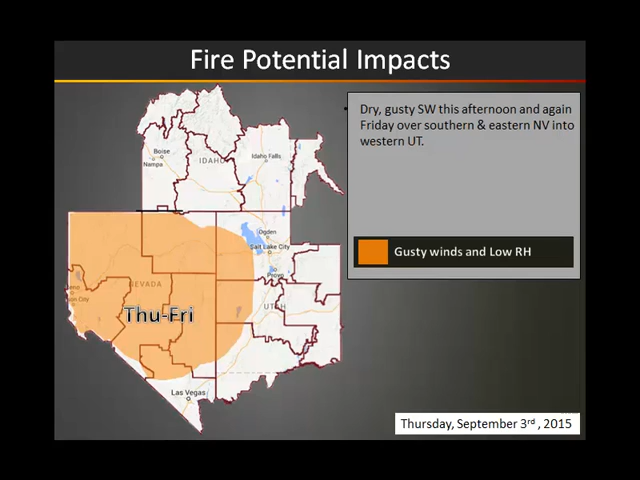 Fire Potential Impacts
Dry, gusty SW this afternoon and again
Friday over southern & eastern NV into
western UT.
Gusty winds and Low RH
Boise
Nampa
IDAHO
Idaho Falls
Ogden
Salt Lake City
Provo
NEVADA
UTAH
Thu-Fri
Las Vegas
Thursday, September 3rd , 2015